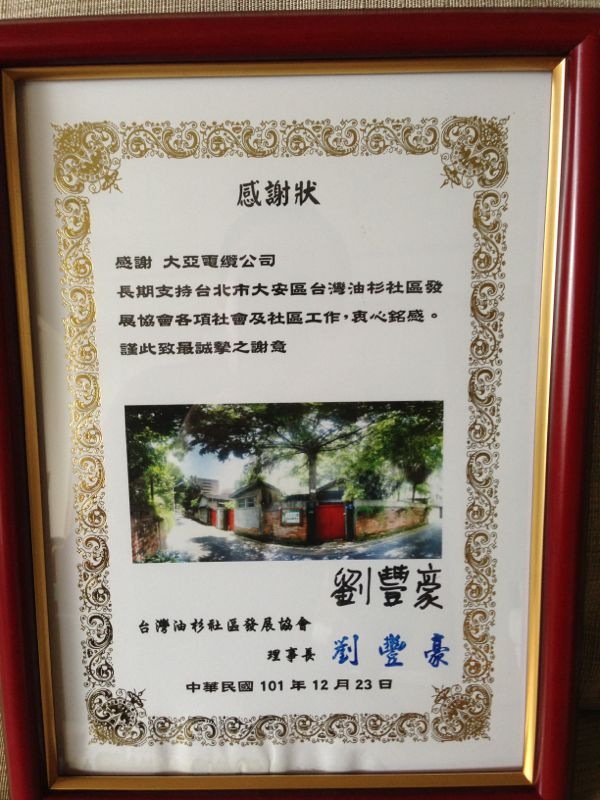 感謝狀
感謝 大亞電纜公司
長期支持台北市大安區台灣油杉社區發
展協會各項社會及社區工作，衷心銘感。
謹此致最誠摯之謝意
劉豐豪
台灣油杉社區發展協會
理事長 劉豐豪
中華民國 101 年 12 月 23 日